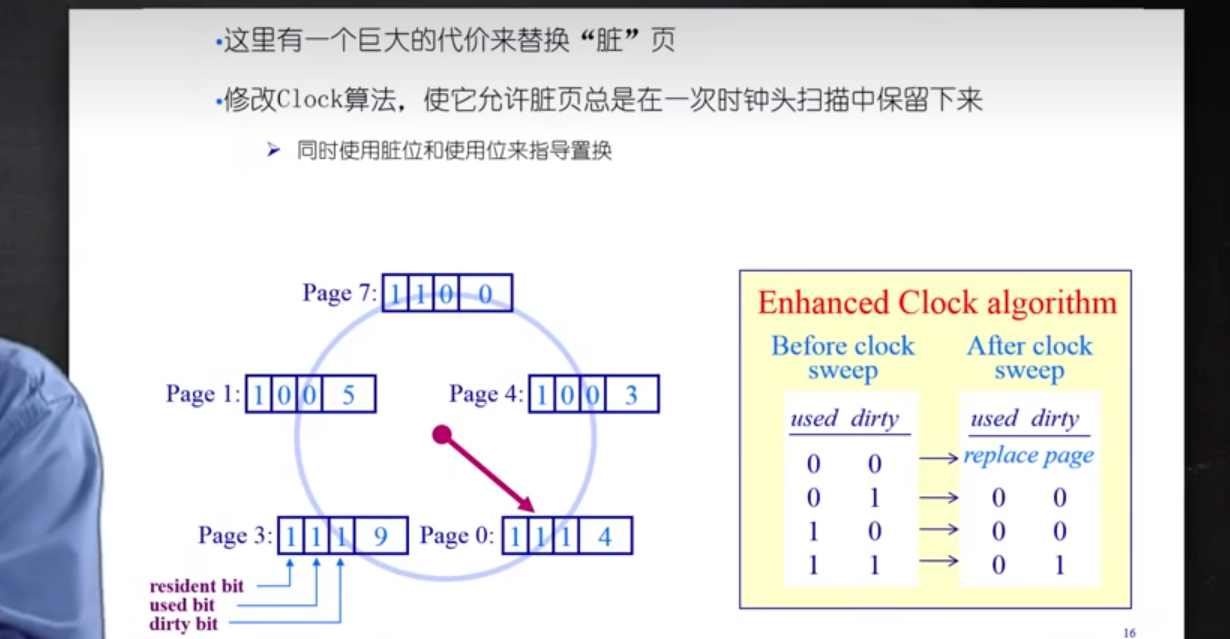 •这里有一个巨大的代价来替换“脏”页
•修改Clock算法，使它允许脏页总是在一次时钟头扫描中保留下来
➢ 同时使用脏位和使用位来指导置换
Page 7: 1 1 0 0
Page 1: 1 0 0 5
Page 4: 1 0 0 3
Page 3: 1 1 1 9
Page 0: 1 1 1 4
resident bit
used bit
dirty bit
Enhanced Clock algorithm
Before clock sweep
After clock sweep
used dirty
used dirty
0 0 → replace page
0 1 → 0 0
1 0 → 0 0
1 1 → 0 1
16